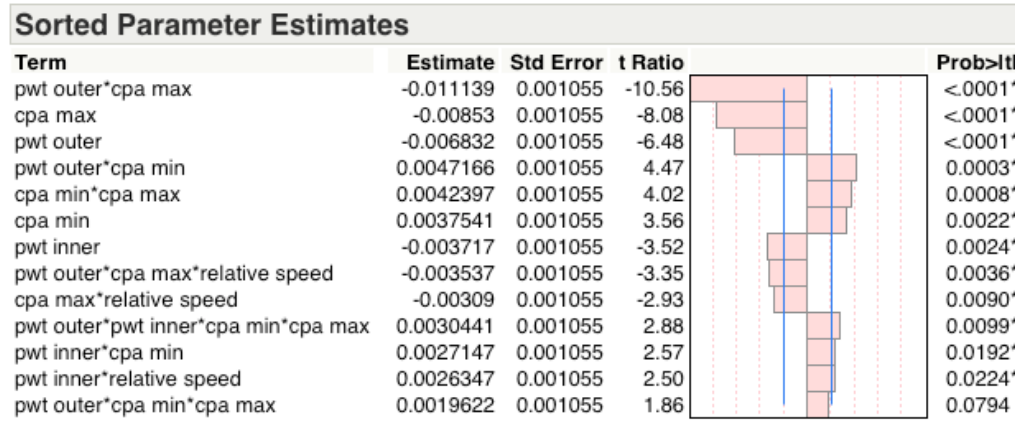 Sorted Parameter Estimates
Term Estimate Std Error t Ratio Prob>|t|
pwt outer*cpa max -0.011139 0.001055 -10.56 <.0001*
cpa max -0.00853 0.001055 -8.08 <.0001*
pwt outer -0.006832 0.001055 -6.48 <.0001*
pwt outer*cpa min 0.0047166 0.001055 4.47 0.0003*
cpa min*cpa max 0.0042397 0.001055 4.02 0.0008*
cpa min 0.0037541 0.001055 3.56 0.0022*
pwt inner -0.003717 0.001055 -3.52 0.0024*
pwt outer*cpa max*relative speed -0.003537 0.001055 -3.35 0.0036*
cpa max*relative speed -0.00309 0.001055 -2.93 0.0090*
pwt outer*pwt inner*cpa min*cpa max 0.0030441 0.001055 2.88 0.0099*
pwt inner*cpa min 0.0027147 0.001055 2.57 0.0192*
pwt inner*relative speed 0.0026347 0.001055 2.50 0.0224*
pwt outer*cpa min*cpa max 0.0019622 0.001055 1.86 0.0794